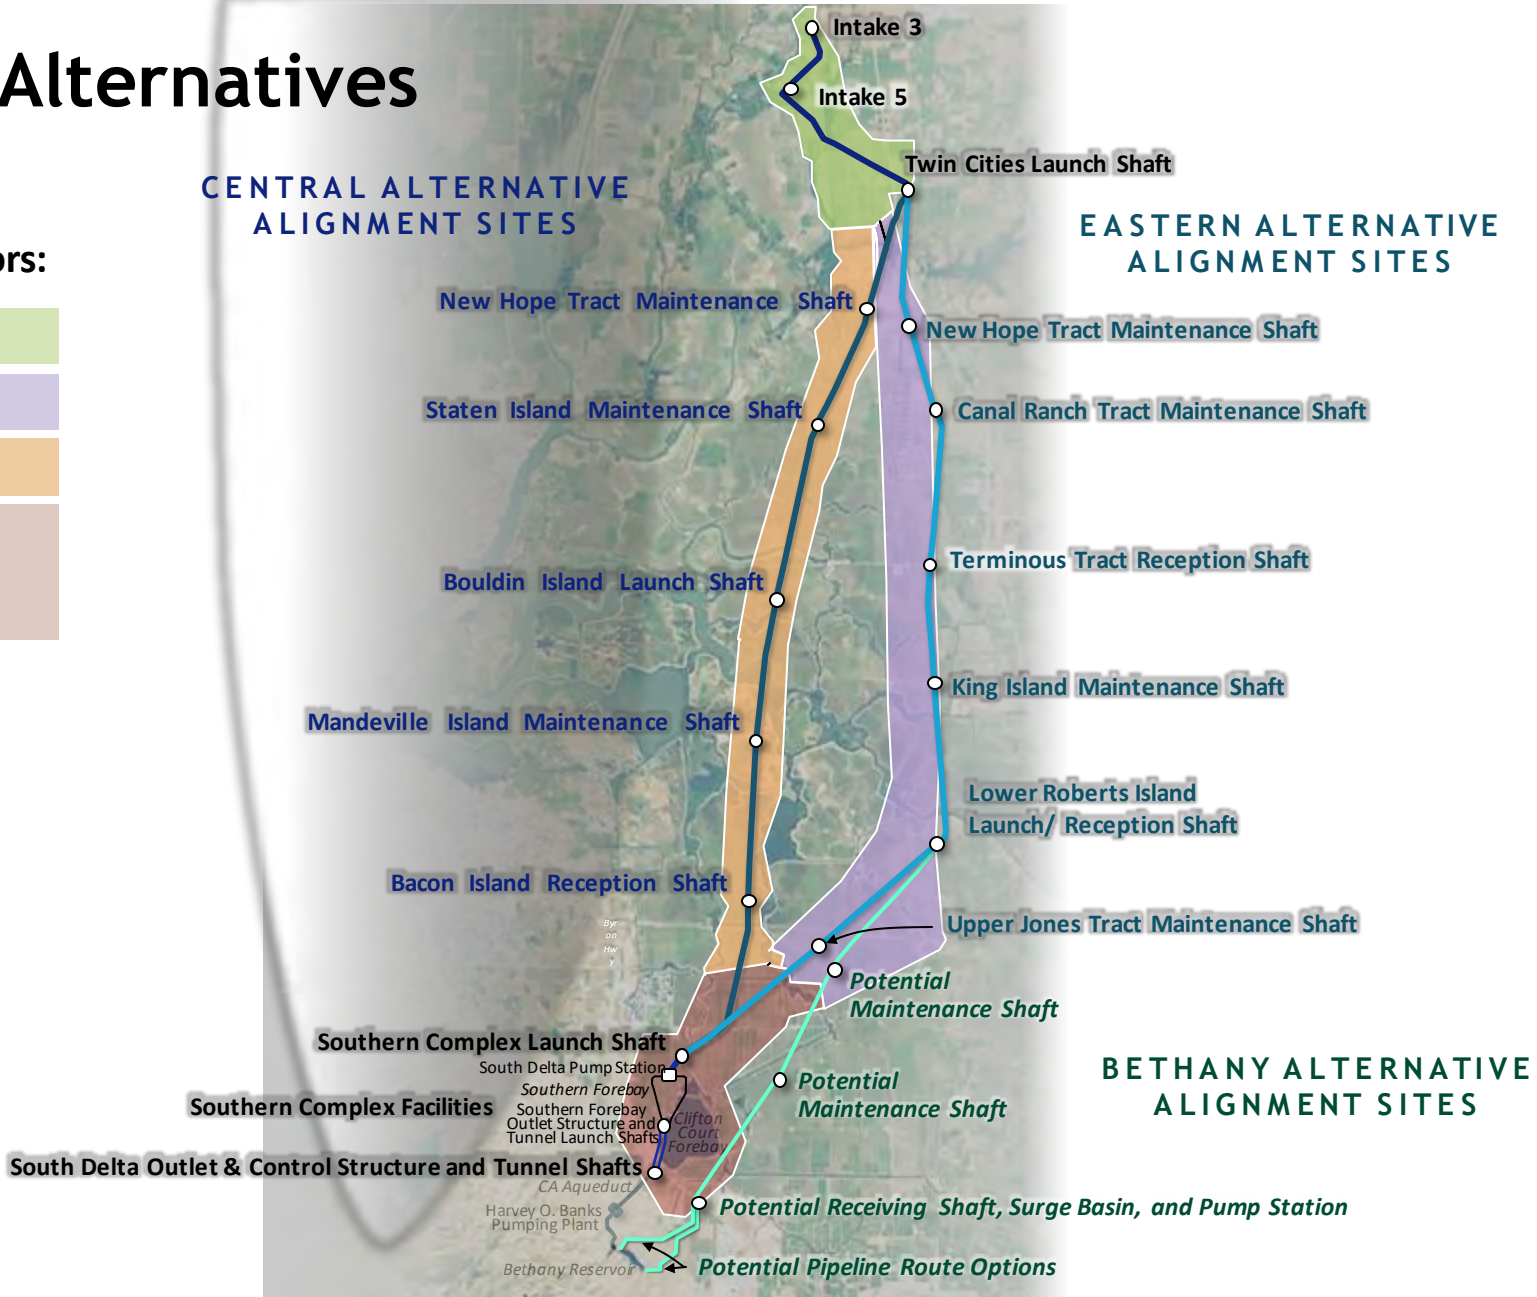 Alternatives
ors:
CENTRAL ALTERNATIVE
ALIGNMENT SITES
EASTERN ALTERNATIVE
ALIGNMENT SITES
Intake 3
Intake 5
Twin Cities Launch Shaft
New Hope Tract Maintenance Shaft
New Hope Tract Maintenance Shaft
Staten Island Maintenance Shaft
Canal Ranch Tract Maintenance Shaft
Terminous Tract Reception Shaft
Bouldin Island Launch Shaft
King Island Maintenance Shaft
Mandeville Island Maintenance Shaft
Lower Roberts Island
Launch/ Reception Shaft
Bacon Island Reception Shaft
Upper Jones Tract Maintenance Shaft
Byr
on
Hw
y
Potential
Maintenance Shaft
Southern Complex Launch Shaft
South Delta Pump Station
Southern Forebay
Southern Complex Facilities
Southern Forebay
Outlet Structure and
Tunnel Launch Shafts
Clifton
Court
Forebay
Potential
Maintenance Shaft
BETHANY ALTERNATIVE
ALIGNMENT SITES
South Delta Outlet & Control Structure and Tunnel Shafts
CA Aqueduct
Harvey O. Banks
Pumping Plant
Potential Receiving Shaft, Surge Basin, and Pump Station
Bethany Reservoir
Potential Pipeline Route Options